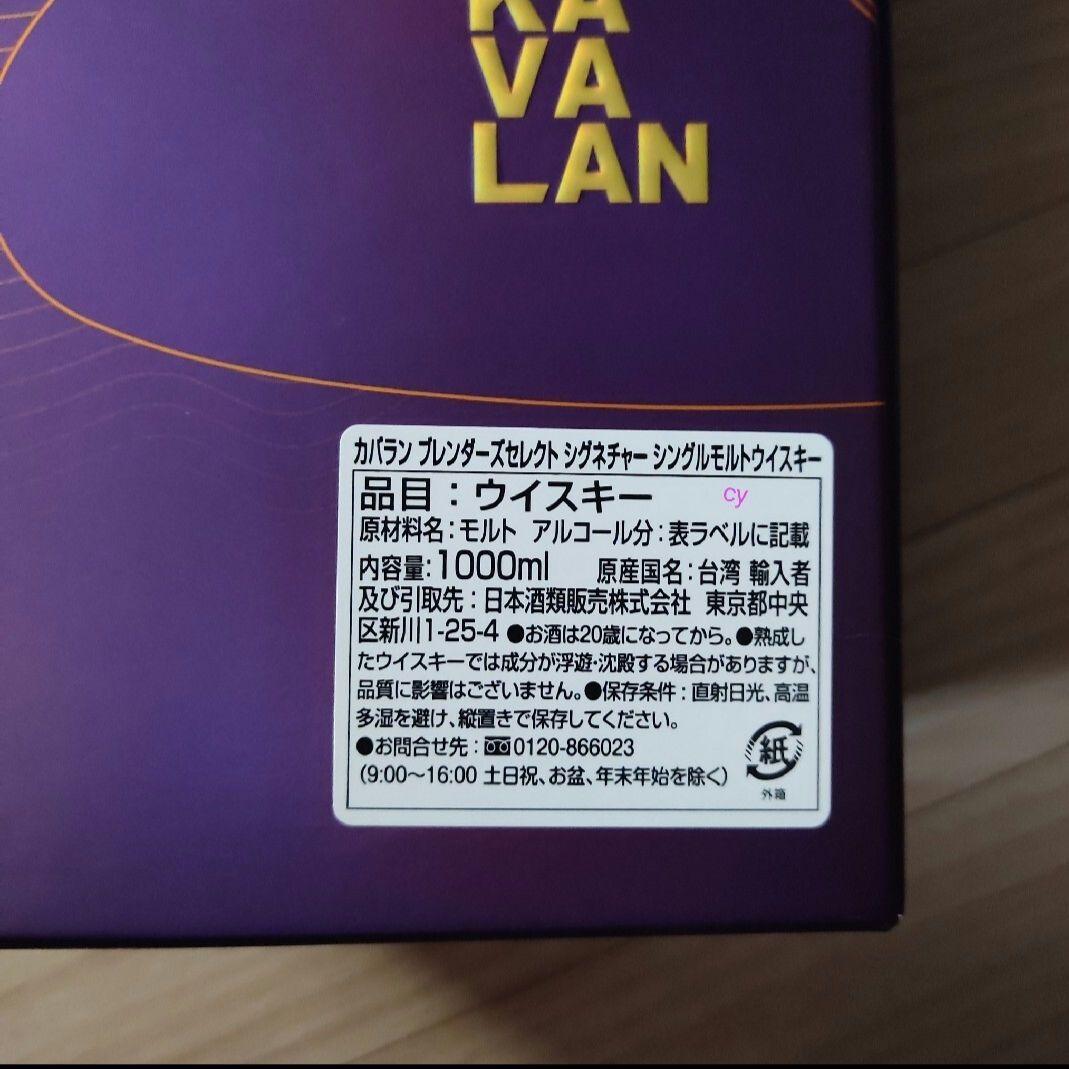 KA
VA
LAN
カバラン ブレンダーズセレクト シグネチャー シングルモルトウイスキー
品目：ウイスキー cy
原材料名：モルト アルコール分：表ラベルに記載
内容量：1000ml 原産国名：台湾 輸入者
及び引取先：日本酒類販売株式会社 東京都中央
区新川1-25-4 ●お酒は20歳になってから。●熟成し
たウイスキーでは成分が浮遊・沈殿する場合がありますが、
品質に影響はございません。●保存条件：直射日光、高温
多湿を避け、縦置きで保存してください。
●お問合せ先：0120-866023
（9:00～16:00 土日祝、お盆、年末年始を除く）
紙
外箱